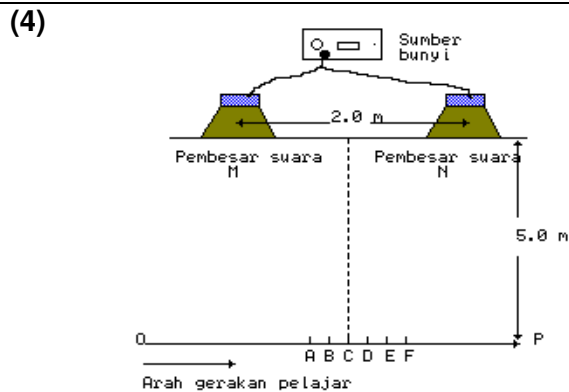 (4)
Sumber
bunyi
2.0 m
Pembesar suara
M
Pembesar suara
N
5.0 m
O
P
A B C D E F
Arah gerakan pelajar